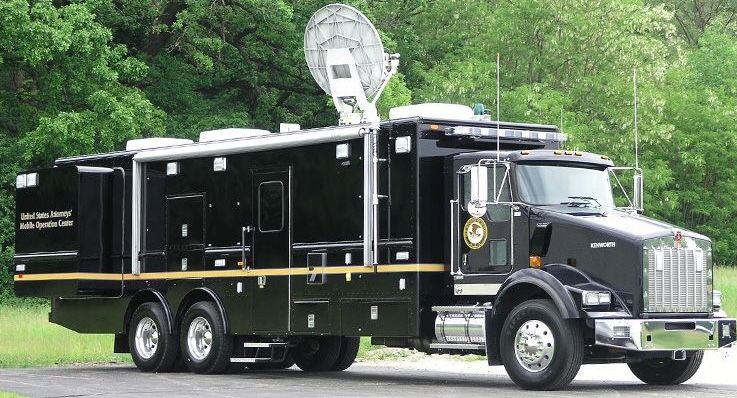 United States Attorneys'
Mobile Operation Center
KENWORTH